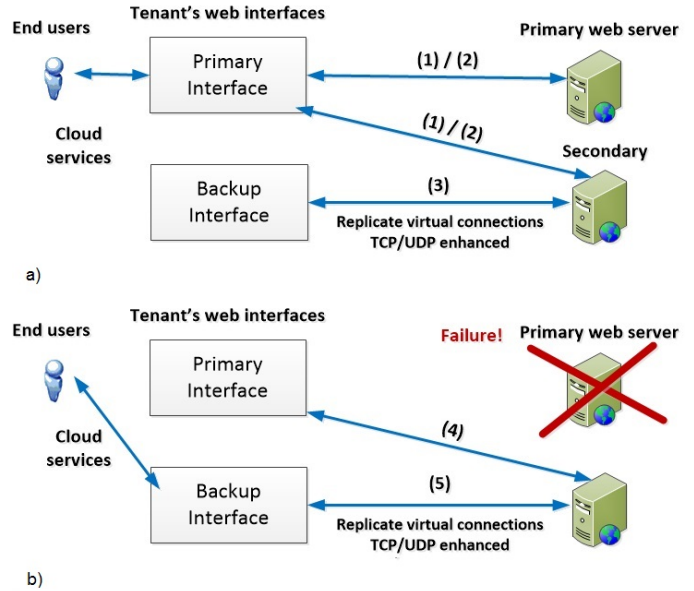 Tenant's web interfaces
End users
Primary web server
Primary
Interface
(1) / (2)
(1) / (2)
Cloud
services
Secondary
Backup
Interface
(3)
Replicate virtual connections
TCP/UDP enhanced
a)
Tenant's web interfaces
End users
Failure!
Primary web server
Primary
Interface
(4)
Cloud
services
Backup
Interface
(5)
Replicate virtual connections
TCP/UDP enhanced
b)